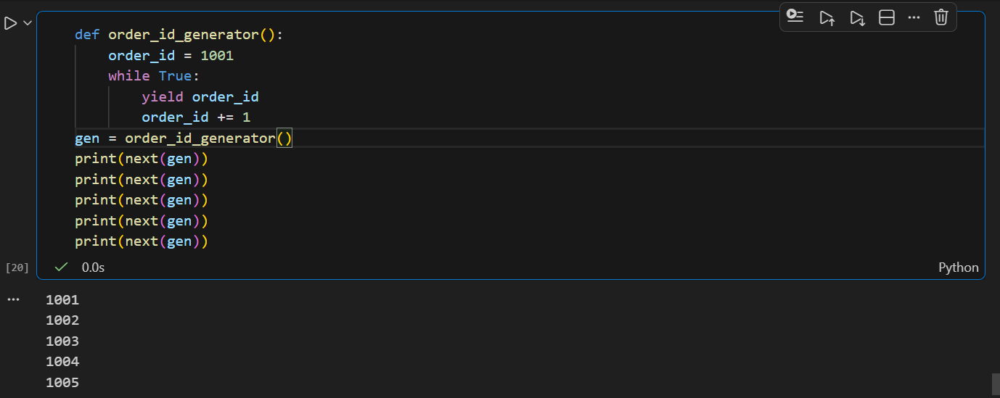 def order_id_generator():
    order_id = 1001
    while True:
        yield order_id
        order_id += 1
gen = order_id_generator()
print(next(gen))
print(next(gen))
print(next(gen))
print(next(gen))
print(next(gen))
[20] 0.0s Python
1001
1002
1003
1004
1005